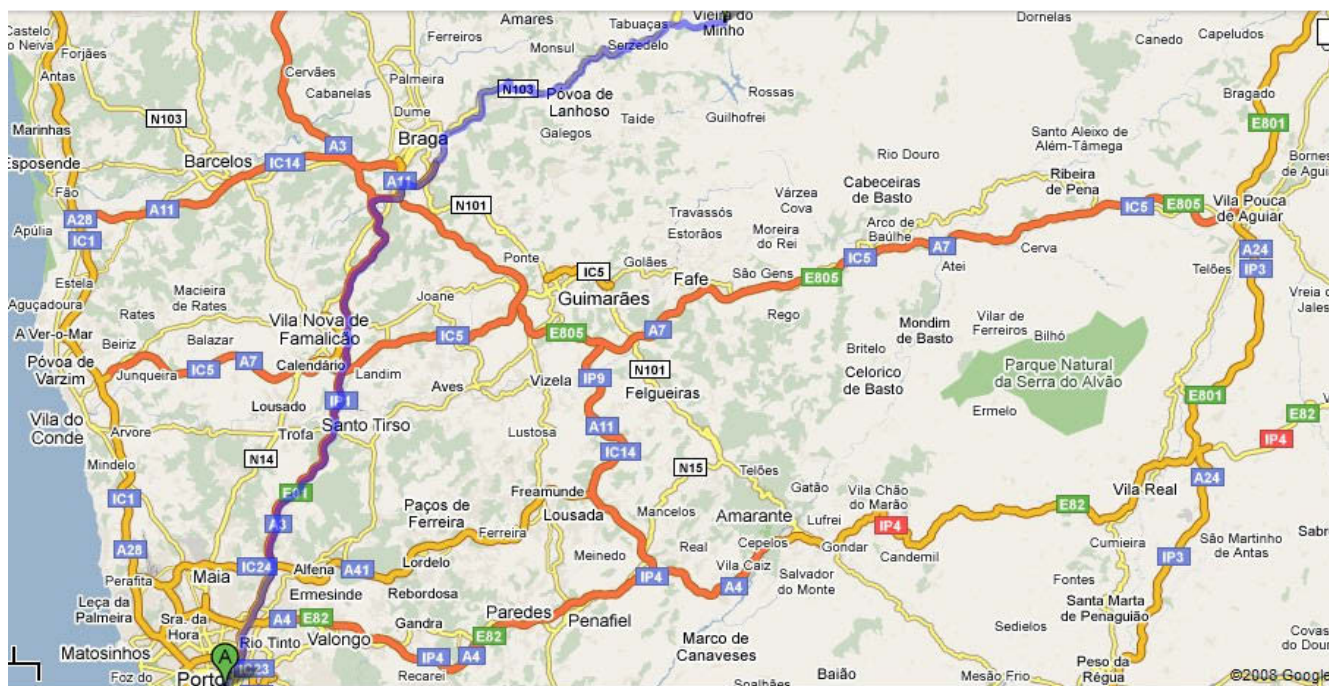 Castelo
do Neiva
Forjães
Antas
Amares
Ferreiros
Monsul
Tabuaças
Serzedelo
Vieira do
Minho
Dornelas
Capeludos
Canedo
Cervães
Cabanelas
Palmeira
N103
Dume
Póvoa de
Lanhoso
Rossas
Bragado
N103
Marinhas
Braga
Galegos
Taíde
Guilhofrei
Santo Aleixo de
Além-Tâmega
E801
Esposende
Barcelos
IC14
A3
Rio Douro
Fão
A11
Cabeceiras
de Basto
Ribeira
de Pena
Bornes
de Agui
A28
A11
N101
Várzea
Cova
E805
Vila Pouca
de Aguiar
Apúlia
IC1
Travassós
Estorãos
Moreira
do Rei
Arco de
Baúlhe
IC5
A24
Ponte
Golães
A7
Cerva
IP3
Estela
IC5
Fafe
São Gens
IC5
Atei
Telões
Aguçadoura
Macieira
de Rates
Joane
Guimarães
E805
Vreia d
Jales
Rates
Vila Nova de
Famalicão
Rego
Mondim
de Basto
Vilar de
Ferreiros
Bilhó
A Ver-o-Mar
Beiriz
Balazar
IC5
E805
A7
Britelo
Póvoa de
Varzim
Junqueira
IC5
A7
Calendário
Landim
Vizela
IP9
N101
Celorico
de Basto
Parque Natural
da Serra do Alvão
Aves
Felgueiras
E801
Vila do
Conde
Lousado
IP1
Ermelo
E82
Arvore
Trofa
Santo Tirso
Lustosa
A11
IP4
Mindelo
N14
IC14
N15
Telões
A24
IC1
E01
Freamunde
Gatão
Vila Chão
do Marão
Vila Real
A3
Paços de
Ferreira
Lousada
Mancelos
Amarante
Lufrei
IP4
E82
A28
Ferreira
Cepelos
Gondar
Candemil
Cumieira
São Martinho
de Antas
Sabr
IC24
Alfena
A41
Lordelo
Meinedo
Real
IP3
Perafita
Maia
Ermesinde
Rebordosa
IP4
Vila Caiz
A4
Salvador
do Monte
Fontes
Leça da
Palmeira
Sra. da
Hora
A4
E82
Valongo
Gandra
Paredes
Penafiel
Santa Marta
de Penaguião
Matosinhos
Rio Tinto
E82
Marco de
Canaveses
Sedielos
Covas
do Dou
Foz do
Porto
A
IC23
IP4
A4
Recarei
Soalhães
Baião
Mesão Frio
Peso da
Régua
©2008 Google